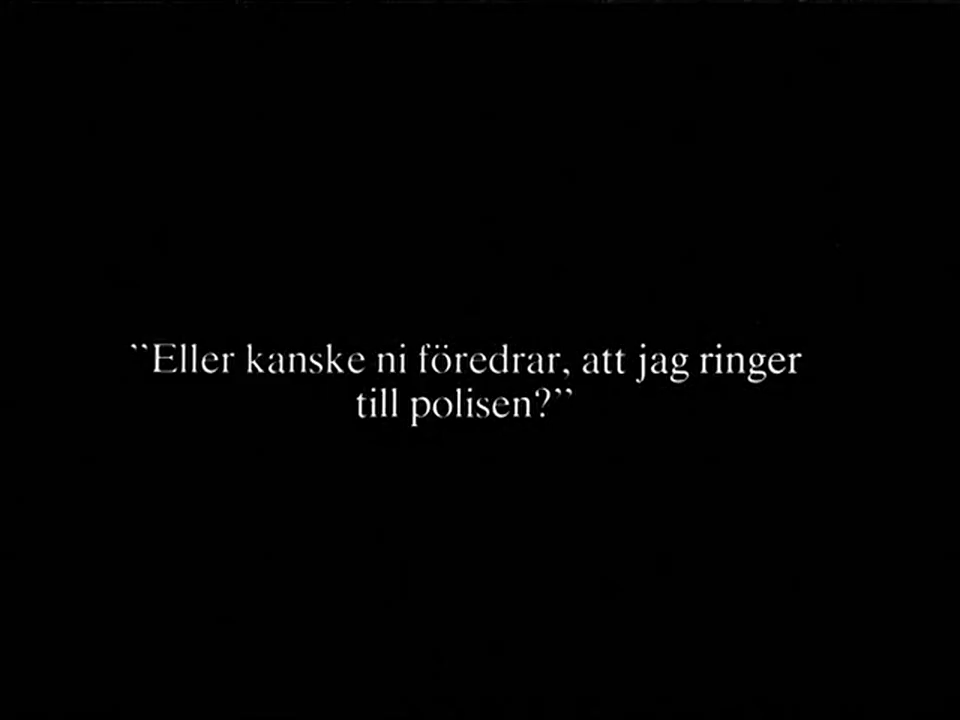 ”Eller kanske ni föredrar, att jag ringer
till polisen?”